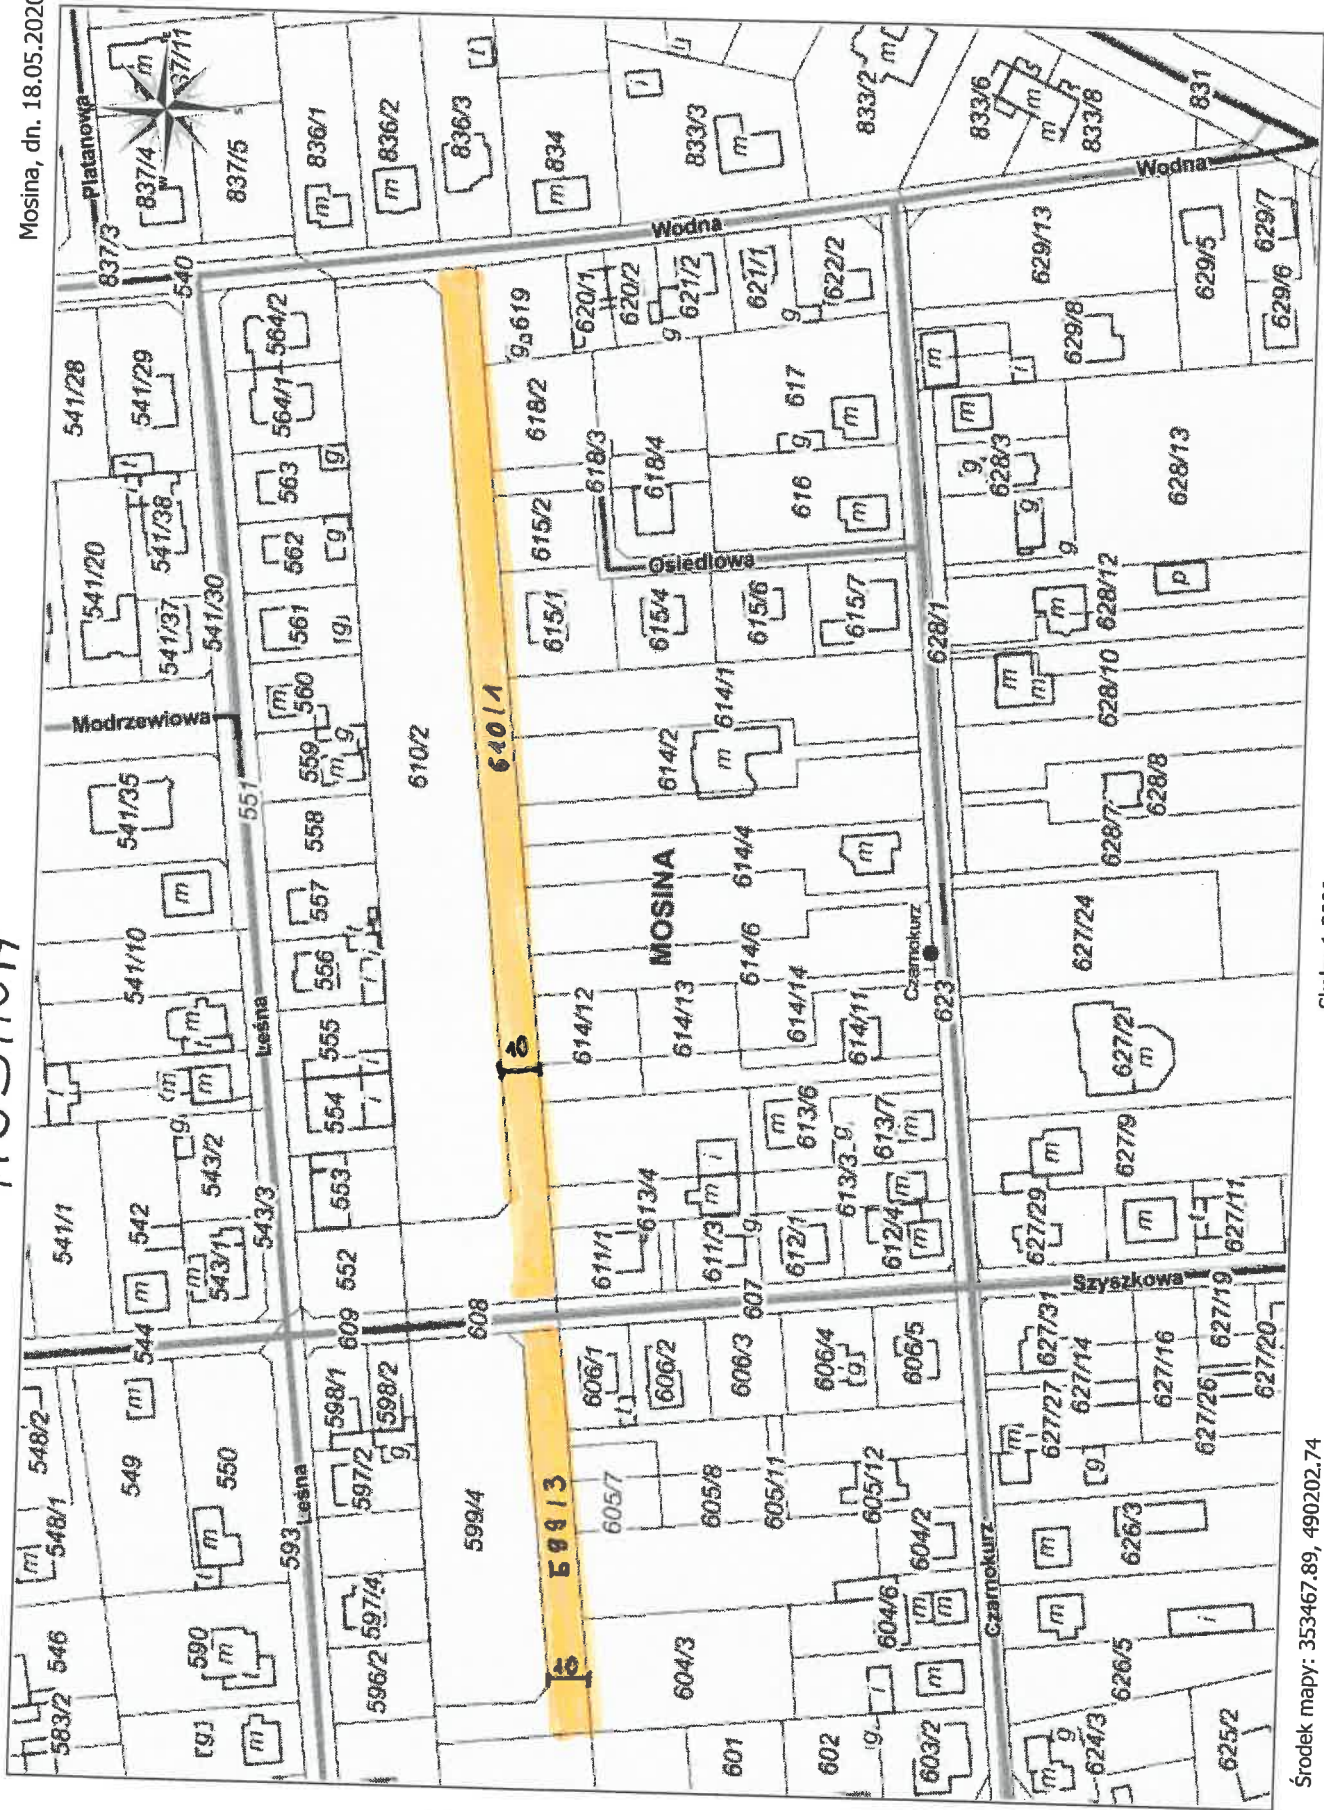 Mosina, dn. 18.05.2020
Platanowa
837/11
m
837/4
837/3
540
837/5
836/1
m
836/2
m
836/3
834
m
833/3
m
i
833/2
m
833/6
m
m
833/8
831
Wodna
Wodna
541/28
541/29
541/20
541/38
541/37
541/30
Modrzewiowa
541/35
551
m
541/10
m
Leśna
m
541/1
542
543/2
g
543/1
m
543/3
m
544
564/2
564/1
563
g
562
g
561
g
m
560
559
m
g
558
557
556
555
554
i
553
552
609
608
610/2
610/1
10
619
g
620/1
620/2
621/2
g
621/1
g
622/2
618/2
618/3
618/4
617
g
m
616
m
615/2
Osiedlowa
615/1
615/4
615/6
615/7
614/1
614/2
m
614/4
m
MOSINA
614/6
614/12
614/13
614/14
614/11
Czarnokurz
623
628/1
613/4
m
i
m
613/6
613/3
g
613/7
m
611/1
611/3
g
612/1
612/4
m
m
607
629/13
629/5
629/7
629/6
629/8
m
i
m
g
628/3
g
g
628/13
m
628/12
p
m
m
628/10
628/7
628/8
627/24
627/2
m
m
627/9
627/29
m
627/11
Szyszkowa
548/2
m
548/1
549
m
550
m
593
Leśna
583/2
546
590
m
g
m
598/1
598/2
g
597/2
597/4
596/2
599/4
599/3
10
606/1
606/2
606/3
606/4
g
606/5
605/7
605/8
605/11
605/12
604/2
604/6
m
m
604/3
i
m
601
602
g
603/2
Czarnokurz
627/31
627/14
627/27
m
g
627/16
627/19
627/26
627/20
626/3
m
m
i
626/5
m
g
624/3
625/2
Środek mapy: 353467.89, 490202.74